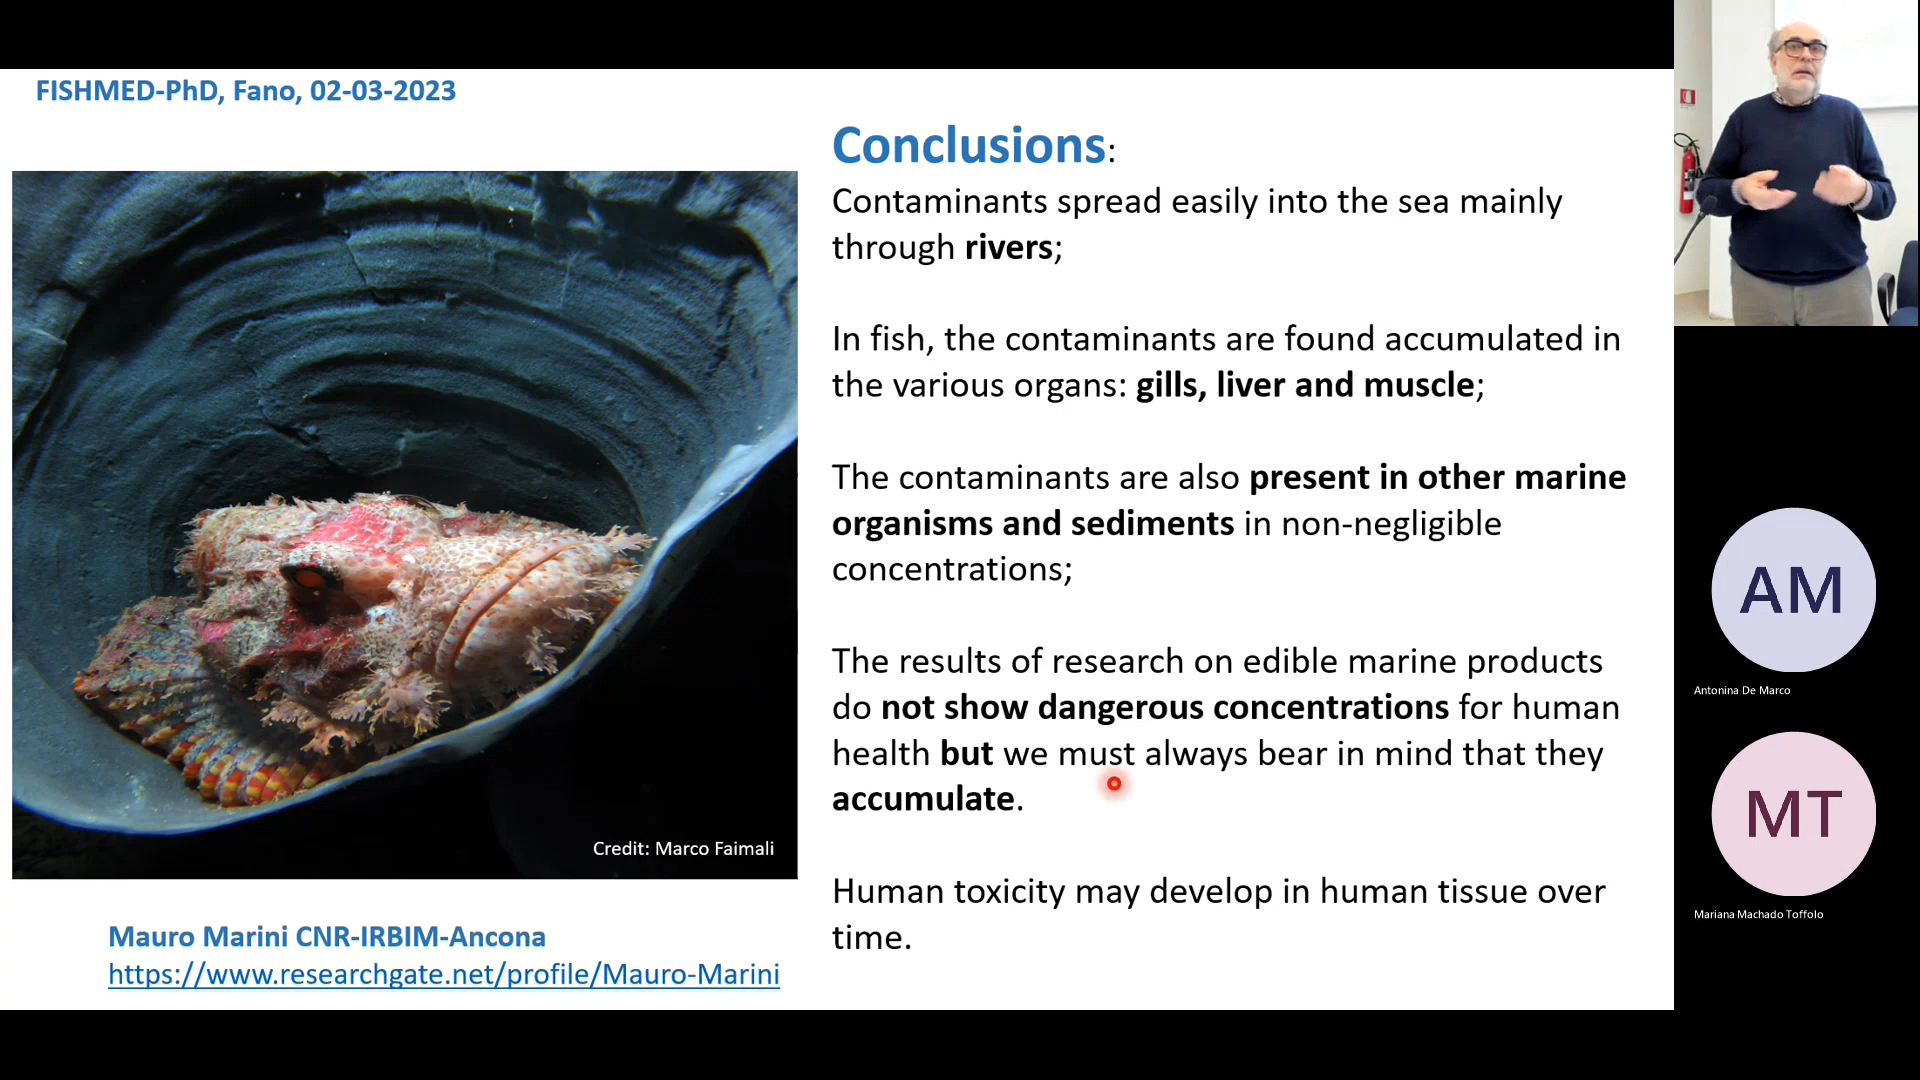 FISHMED-PhD, Fano, 02-03-2023
Conclusions:
Contaminants spread easily into the sea mainly
through rivers;
In fish, the contaminants are found accumulated in
the various organs: gills, liver and muscle;
The contaminants are also present in other marine
organisms and sediments in non-negligible
concentrations;
The results of research on edible marine products
do not show dangerous concentrations for human
health but we must always bear in mind that they
accumulate.
Human toxicity may develop in human tissue over
time.
Credit: Marco Faimali
Mauro Marini CNR-IRBIM-Ancona
https://www.researchgate.net/profile/Mauro-Marini
AM
Antonina De Marco
MT
Mariana Machado Toffolo